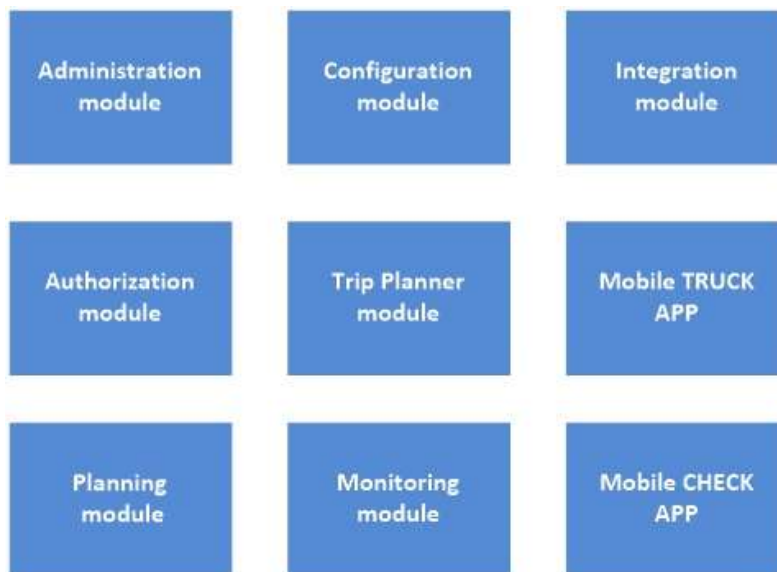 Administration
module
Configuration
module
Integration
module
Authorization
module
Trip Planner
module
Mobile TRUCK
APP
Planning
module
Monitoring
module
Mobile CHECK
APP